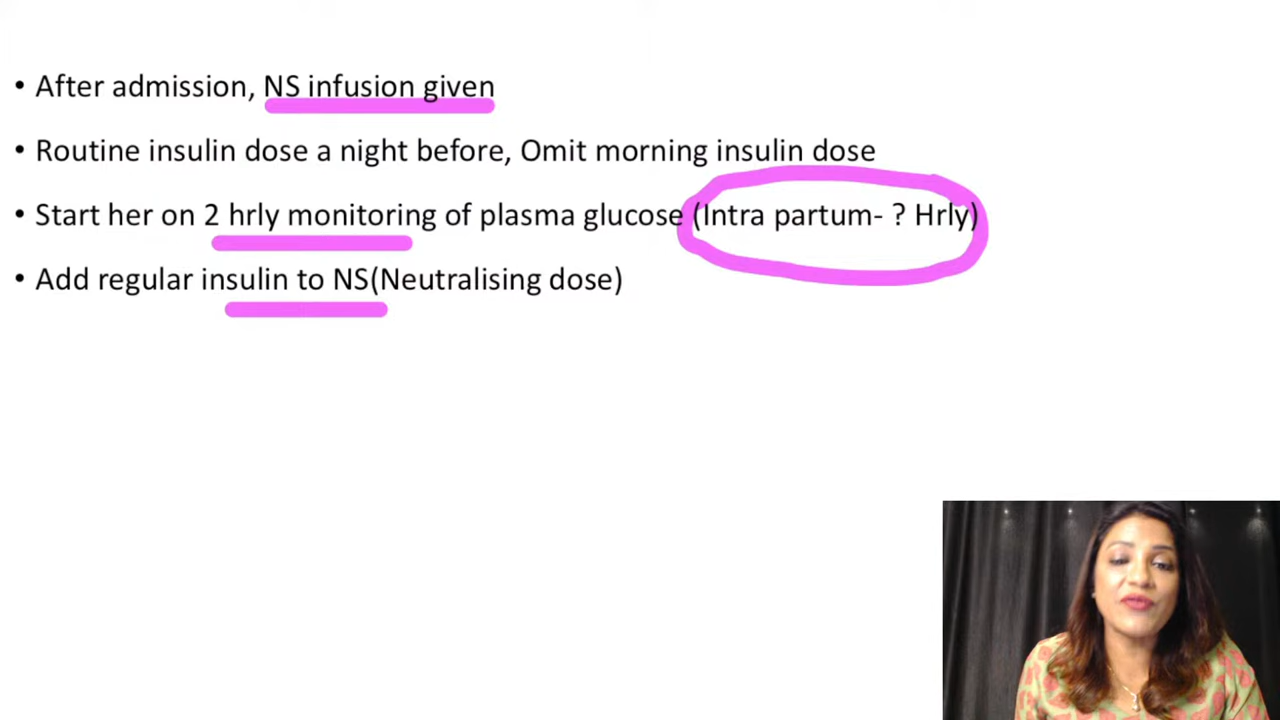 • After admission, NS infusion given
• Routine insulin dose a night before, Omit morning insulin dose
• Start her on 2 hrly monitoring of plasma glucose (Intra partum- ? Hrly)
• Add regular insulin to NS(Neutralising dose)